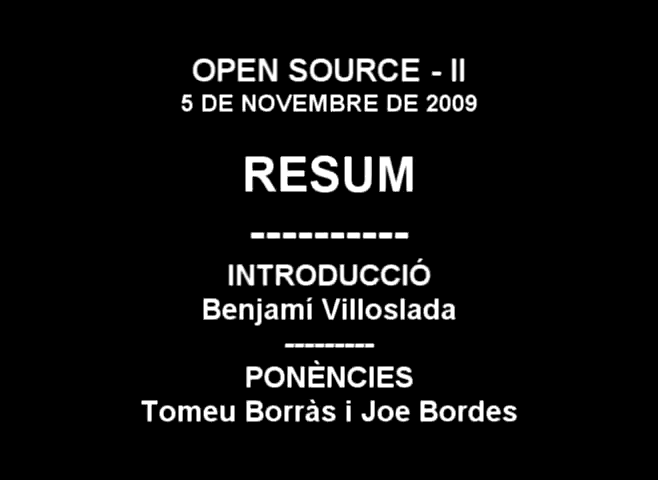 OPEN SOURCE - II
5 DE NOVEMBRE DE 2009
RESUM
----------
INTRODUCCIÓ
Benjamí Villoslada
---------
PONÈNCIES
Tomeu Borràs i Joe Bordes